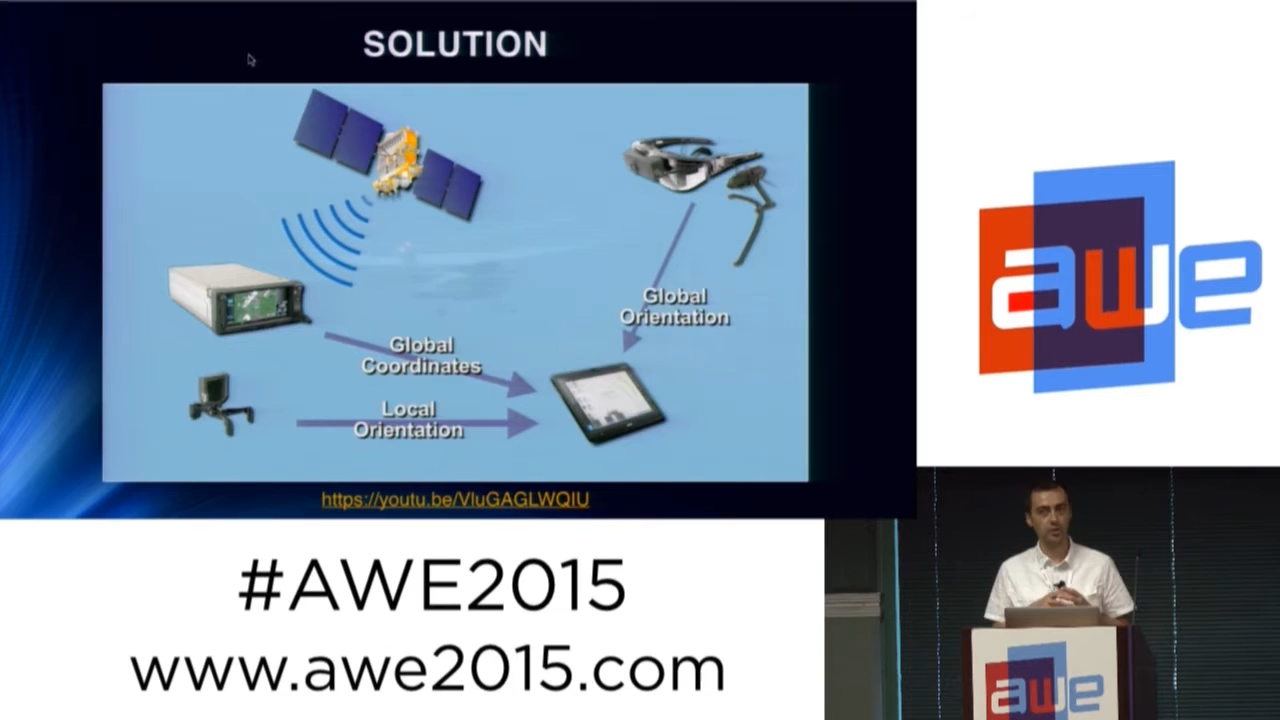 SOLUTION
Global
Orientation
Global
Coordinates
Local
Orientation
https://youtu.be/VluGAGLWQIU
#AWE2015
www.awe2015.com
awe
awe